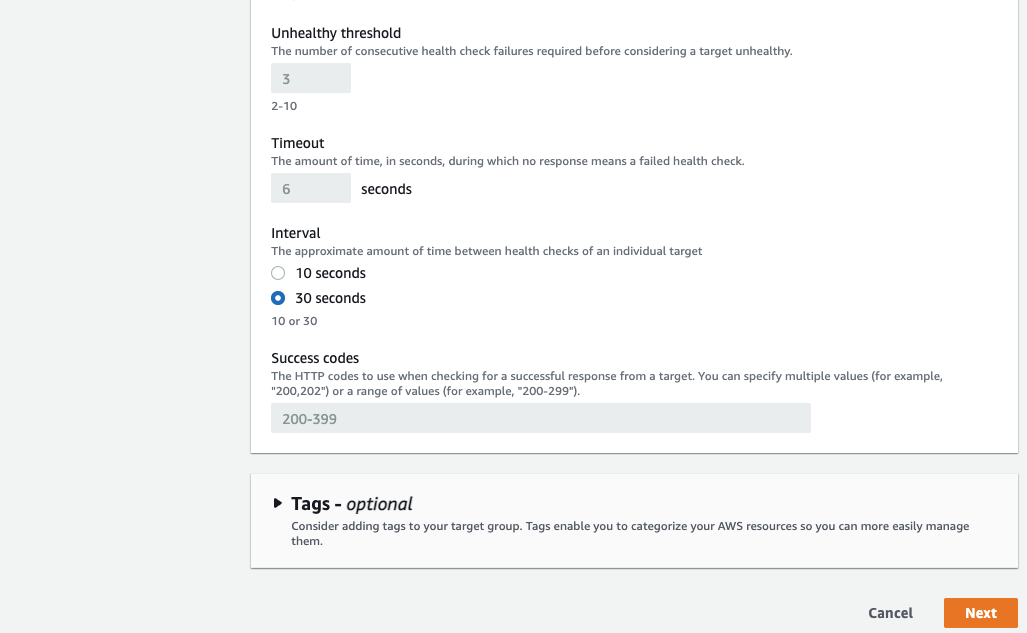 Unhealthy threshold
The number of consecutive health check failures required before considering a target unhealthy.
3
2-10
Timeout
The amount of time, in seconds, during which no response means a failed health check.
6 seconds
Interval
The approximate amount of time between health checks of an individual target
10 seconds
30 seconds
10 or 30
Success codes
The HTTP codes to use when checking for a successful response from a target. You can specify multiple values (for example,
"200,202") or a range of values (for example, "200-299").
200-399
Tags - optional
Consider adding tags to your target group. Tags enable you to categorize your AWS resources so you can more easily manage
them.
Cancel Next